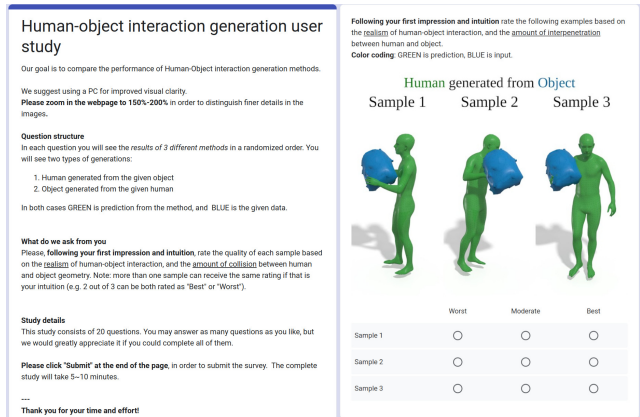 Human-object interaction generation user
study
Our goal is to compare the performance of Human-Object interaction generation methods.
We suggest using a PC for improved visual clarity.
Please zoom in the webpage to 150%-200% in order to distinguish finer details in the
images.
Question structure
In each question you will see the results of 3 different methods in a randomized order. You
will see two types of generations:
1. Human generated from the given object
2. Object generated from the given human
In both cases GREEN is prediction from the method, and BLUE is the given data.
What do we ask from you
Please, following your first impression and intuition, rate the quality of each sample based
on the realism of human-object interaction, and the amount of collision between human
and object geometry. Note: more than one sample can receive the same rating if that is
your intuition (e.g. 2 out of 3 can be both rated as "Best" or "Worst").
Study details
This study consists of 20 questions. You may answer as many questions as you like, but
we would greatly appreciate it if you could complete all of them.
Please click "Submit" at the end of the page, in order to submit the survey. The complete
study will take 5~10 minutes.
---
Thank you for your time and effort!
Following your first impression and intuition rate the following examples based on
the realism of human-object interaction, and the amount of interpenetration
between human and object.
Color coding: GREEN is prediction, BLUE is input.
Human generated from Object
Sample 1 Sample 2 Sample 3
Worst Moderate Best
Sample 1
Sample 2
Sample 3